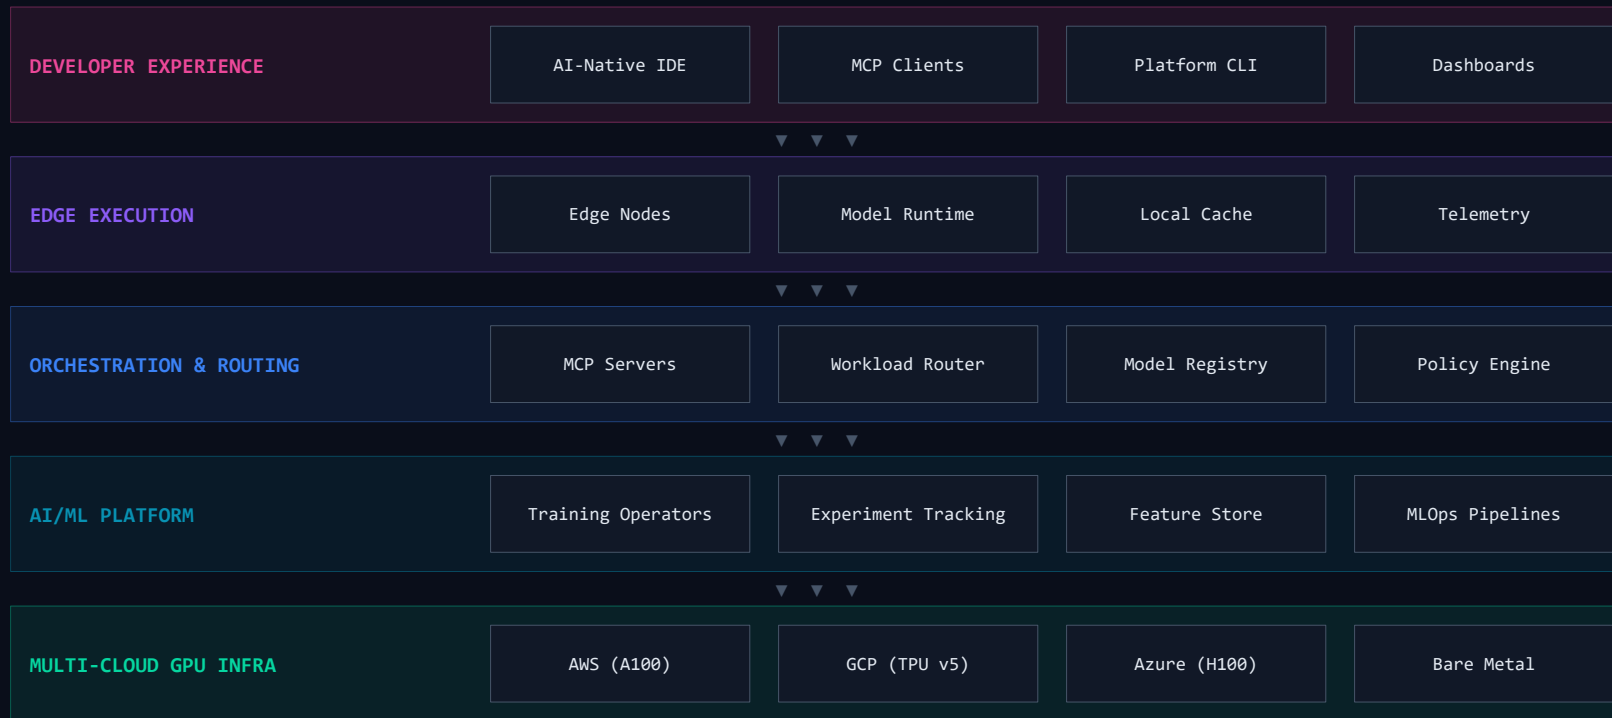 DEVELOPER EXPERIENCE
AI-Native IDE
MCP Clients
Platform CLI
Dashboards
▼ ▼ ▼
EDGE EXECUTION
Edge Nodes
Model Runtime
Local Cache
Telemetry
▼ ▼ ▼
ORCHESTRATION & ROUTING
MCP Servers
Workload Router
Model Registry
Policy Engine
▼ ▼ ▼
AI/ML PLATFORM
Training Operators
Experiment Tracking
Feature Store
MLOps Pipelines
▼ ▼ ▼
MULTI-CLOUD GPU INFRA
AWS (A100)
GCP (TPU v5)
Azure (H100)
Bare Metal